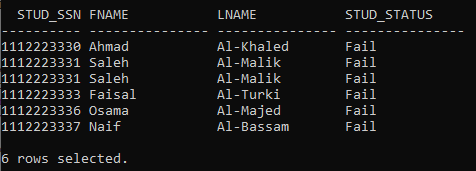 STUD_SSN FNAME LNAME STUD_STATUS
---------- --------------- --------------- ---------------
1112223330 Ahmad Al-Khaled Fail
1112223331 Saleh Al-Malik Fail
1112223331 Saleh Al-Malik Fail
1112223333 Faisal Al-Turki Fail
1112223336 Osama Al-Majed Fail
1112223337 Naif Al-Bassam Fail
6 rows selected.